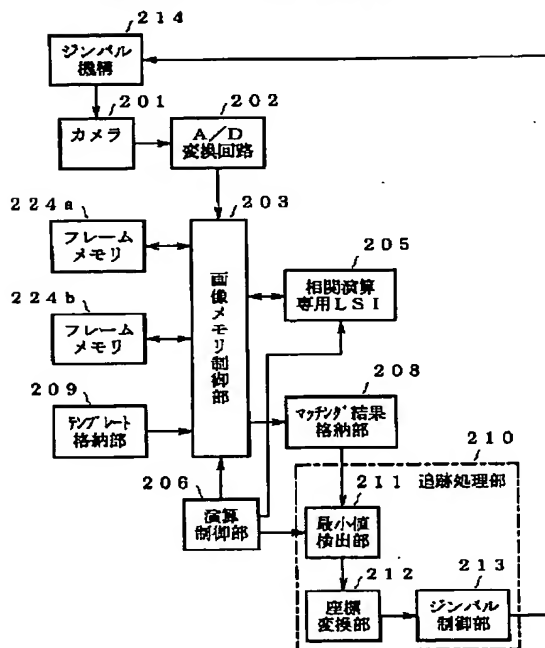 214
ジンバル
機構
201
カメラ
202
A/D
変換回路
224a
フレーム
メモリ
203
画像メモリ制御部
205
相関演算
専用LSI
224b
フレーム
メモリ
209
テンプレート
格納部
208
マッチング結果
格納部
210
206
演算
制御部
211
追跡処理部
最小値
検出部
212
座標
変換部
213
ジンバル
制御部